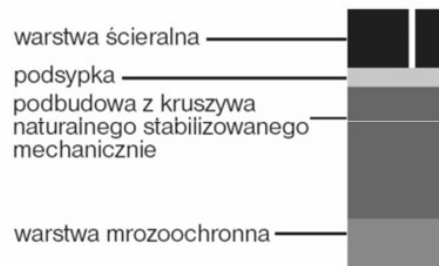 warstwa ścieralna
podsypka
podbudowa z kruszywa
naturalnego stabilizowanego
mechanicznie
warstwa mrozoochronna